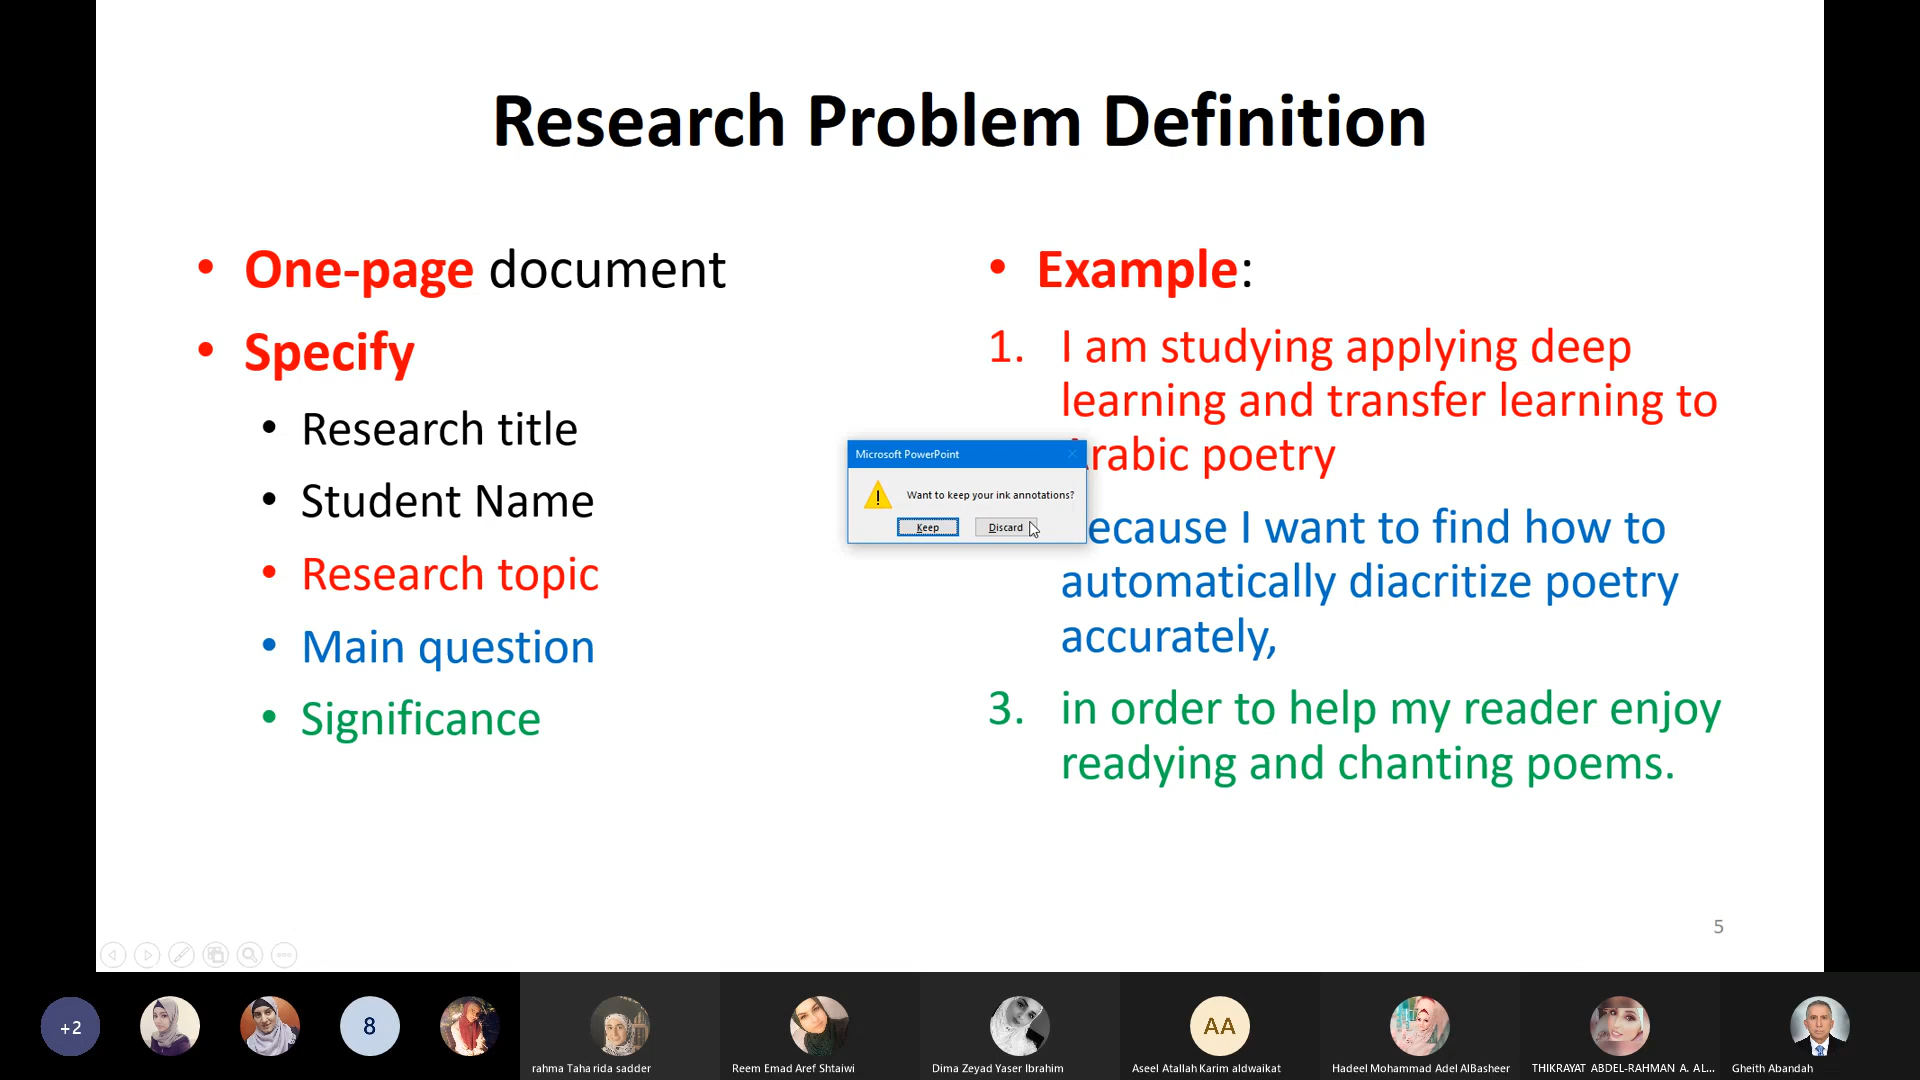 Research Problem Definition
• One-page document
• Specify
• Research title
• Student Name
• Research topic
• Main question
• Significance
• Example:
1. I am studying applying deep
learning and transfer learning to
rabic poetry
ecause I want to find how to
automatically diacritize poetry
accurately,
3. in order to help my reader enjoy
readying and chanting poems.
Microsoft PowerPoint
Want to keep your ink annotations?
Keep
Discard
5
+2
8
AA
rahma Taha rida sadder
Reem Emad Aref Shtaiwi
Dima Zeyad Yaser Ibrahim
Aseel Atallah Karim aldwaikat
Hadeel Mohammad Adel AlBasheer
THIKRAYAT ABDEL-RAHMAN A. AL...
Gheith Abandah